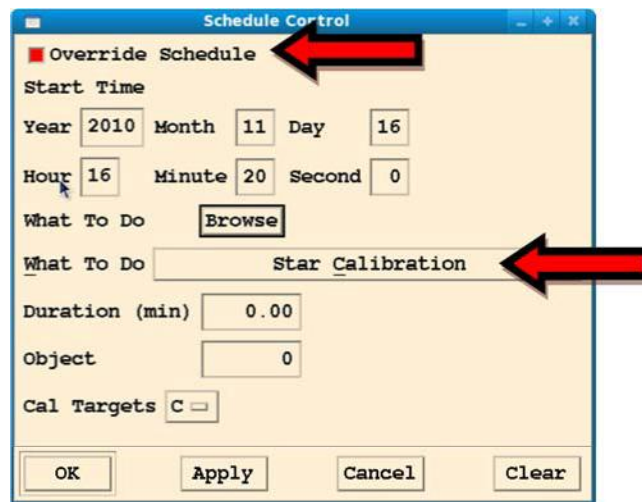 Schedule Control
Override Schedule
Start Time
Year 2010 Month 11 Day 16
Hour 16 Minute 20 Second 0
What To Do Browse
What To Do Star Calibration
Duration (min) 0.00
Object 0
Cal Targets C
OK Apply Cancel Clear